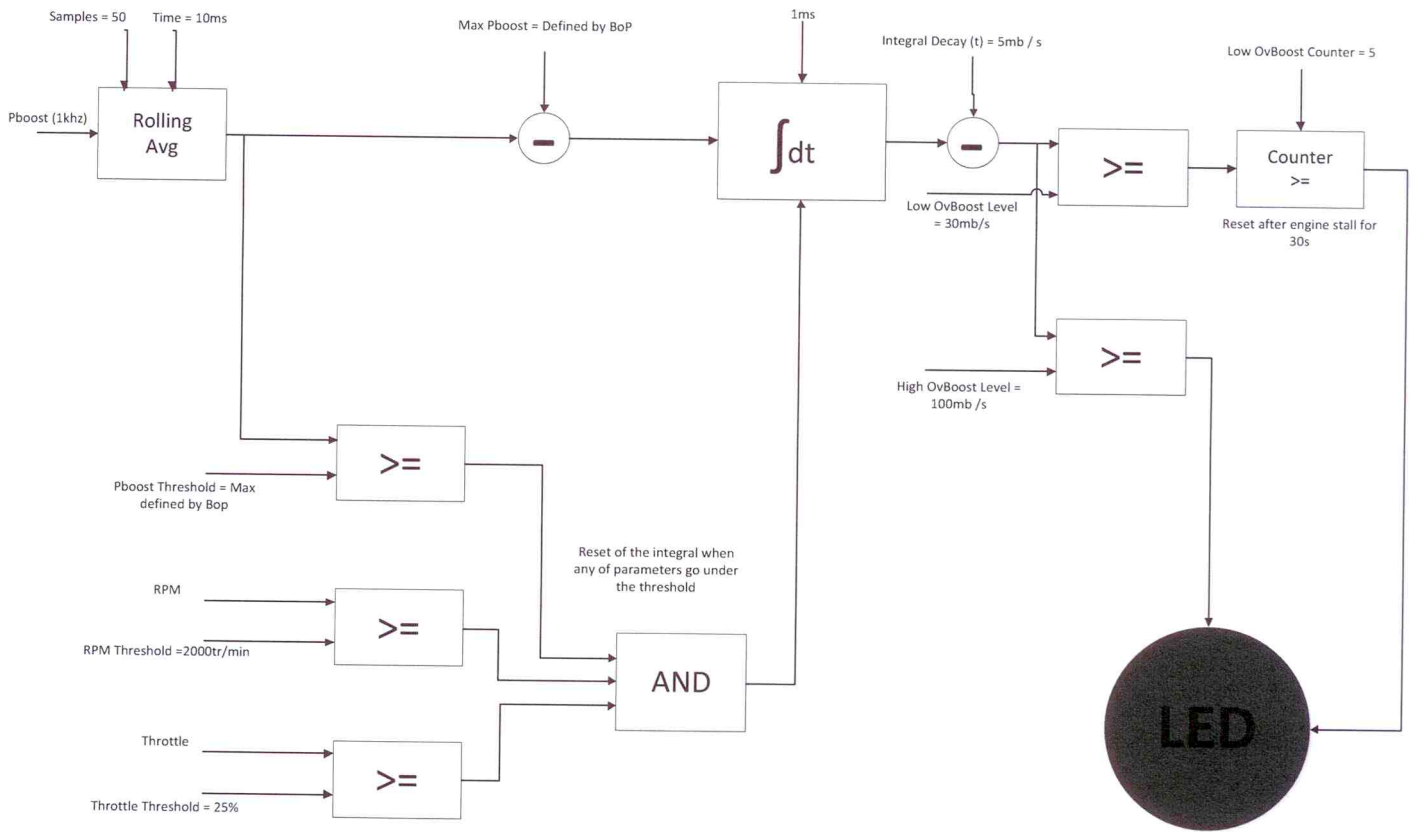 Samples = 50
Time = 10ms
Pboost (1khz)
Rolling
Avg
Max Pboost = Defined by BoP
-
1ms
∫dt
Integral Decay (t) = 5mb / s
-
Low OvBoost Level
= 30mb/s
>=
Low OvBoost Counter = 5
Counter
>=
Reset after engine stall for
30s
High OvBoost Level =
100mb /s
>=
>=
Pboost Threshold = Max
defined by Bop
Reset of the integral when
any of parameters go under
the threshold
RPM
RPM Threshold =2000tr/min
>=
AND
Throttle
Throttle Threshold = 25%
>=
LED